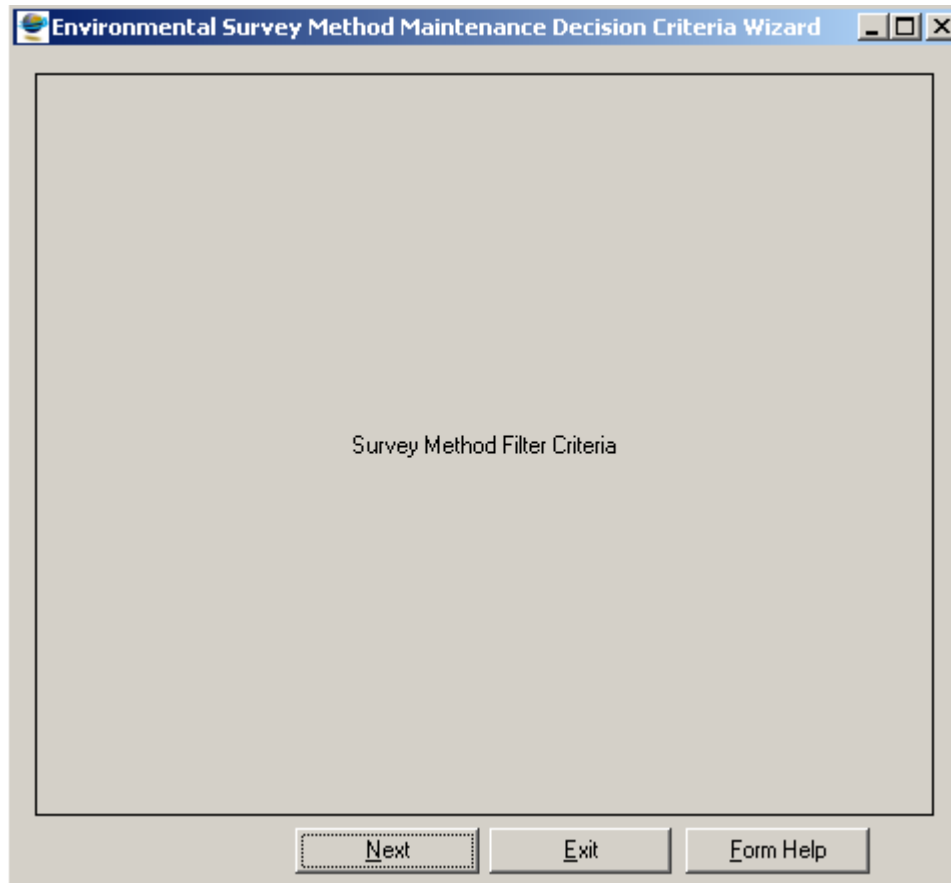 Environmental Survey Method Maintenance Decision Criteria Wizard
Survey Method Filter Criteria
Next Exit Form Help